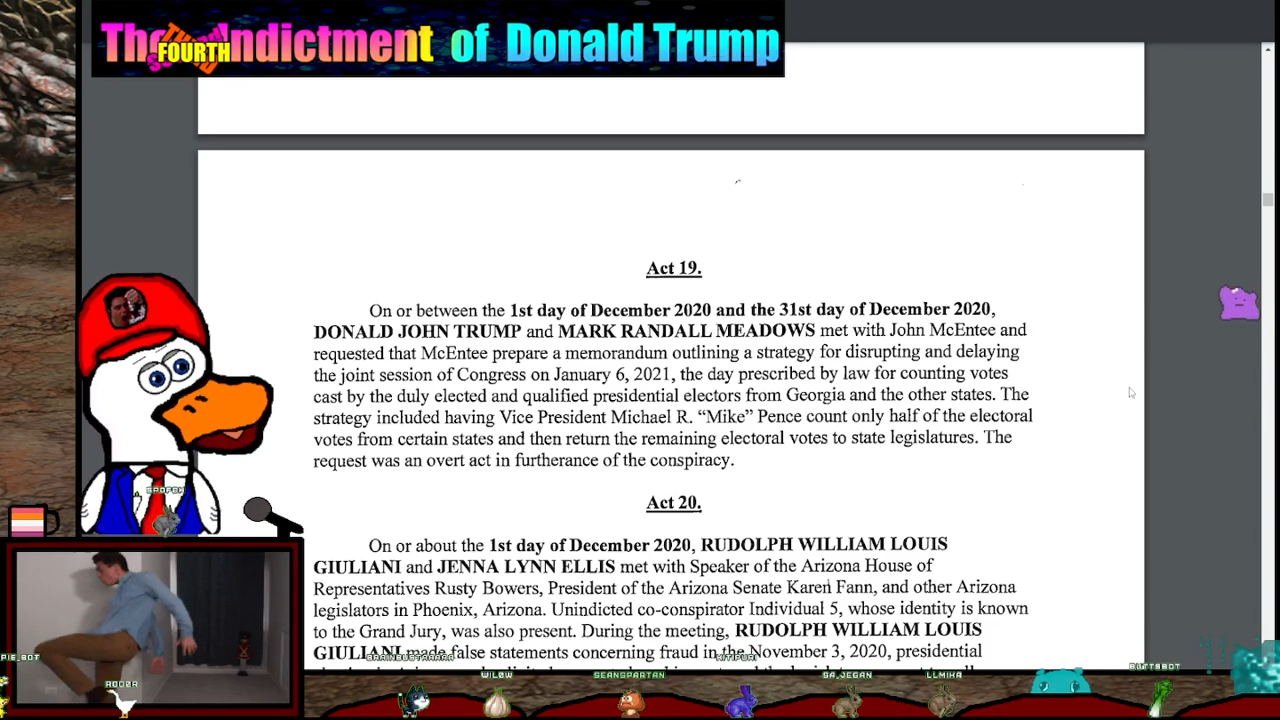 The FOURTH Indictment of Donald Trump
Act 19.
On or between the 1st day of December 2020 and the 31st day of December 2020,
DONALD JOHN TRUMP and MARK RANDALL MEADOWS met with John McEntee and
requested that McEntee prepare a memorandum outlining a strategy for disrupting and delaying
the joint session of Congress on January 6, 2021, the day prescribed by law for counting votes
cast by the duly elected and qualified presidential electors from Georgia and the other states. The
strategy included having Vice President Michael R. “Mike” Pence count only half of the electoral
votes from certain states and then return the remaining electoral votes to state legislatures. The
request was an overt act in furtherance of the conspiracy.
Act 20.
On or about the 1st day of December 2020, RUDOLPH WILLIAM LOUIS
GIULIANI and JENNA LYNN ELLIS met with Speaker of the Arizona House of
Representatives Rusty Bowers, President of the Arizona Senate Karen Fann, and other Arizona
legislators in Phoenix, Arizona. Unindicted co-conspirator Individual 5, whose identity is known
to the Grand Jury, was also present. During the meeting, RUDOLPH WILLIAM LOUIS
GIULIANI made false statements concerning fraud in the November 3, 2020, presidential
PIE_BOT
WILOW
SEANSPARTAN
SA_JEGAN
LLMIKA
BUTTSBOT